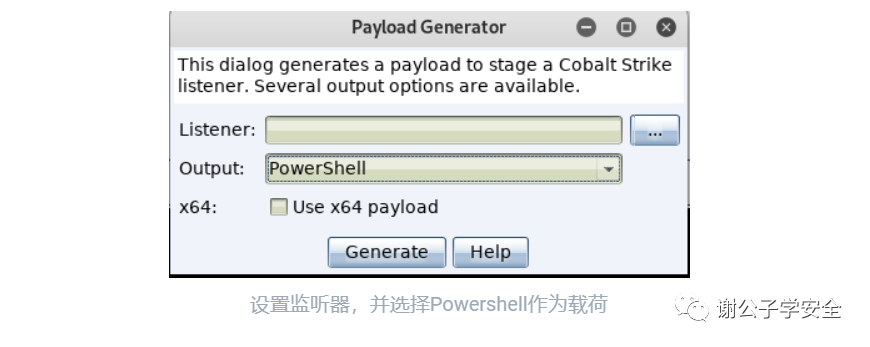 Payload Generator
This dialog generates a payload to stage a Cobalt Strike
listener. Several output options are available.
Listener:
...
Output: PowerShell
x64: Use x64 payload
Generate Help
设置监听器，并选择Powershell作为载荷
谢公子学安全